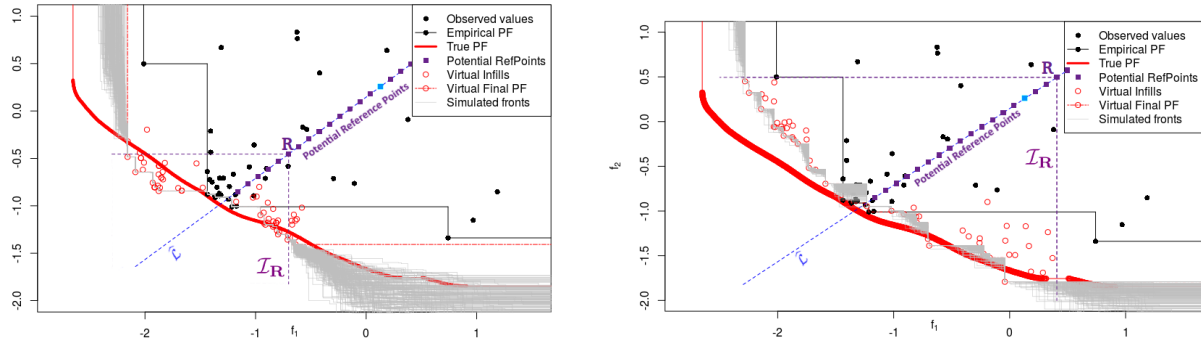 Observed values
Empirical PF
True PF
Potential RefPoints
Virtual Infills
Virtual Final PF
Simulated fronts
R
Potential Reference Points
I_R
L̂
1.0
0.5
0.0
-0.5
-1.0
-1.5
-2.0
-2
-1
0
1
f₁
Observed values
Empirical PF
True PF
Potential RefPoints
Virtual Infills
Virtual Final PF
Simulated fronts
R
Potential Reference Points
I_R
L̂
f₂
1.0
0.5
0.0
-0.5
-1.0
-1.5
-2.0
-2
-1
0
1
f₁